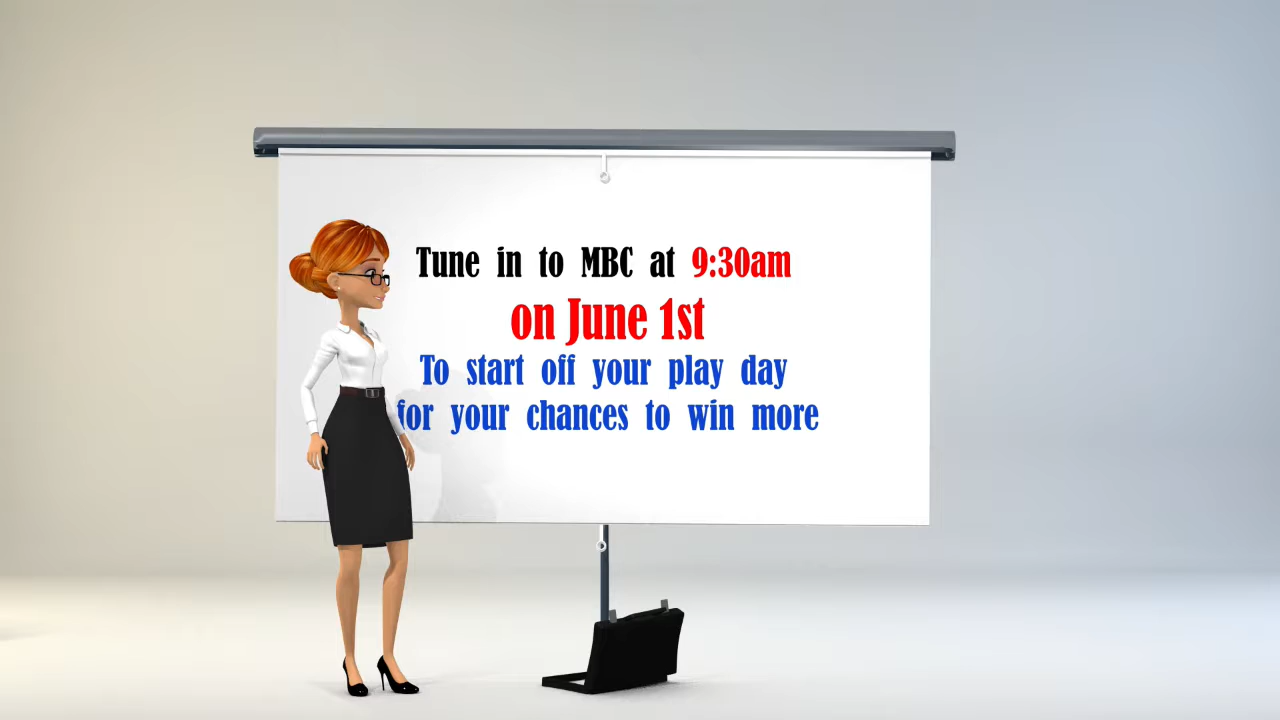 Tune in to MBC at 9:30am
on June 1st
To start off your play day
for your chances to win more